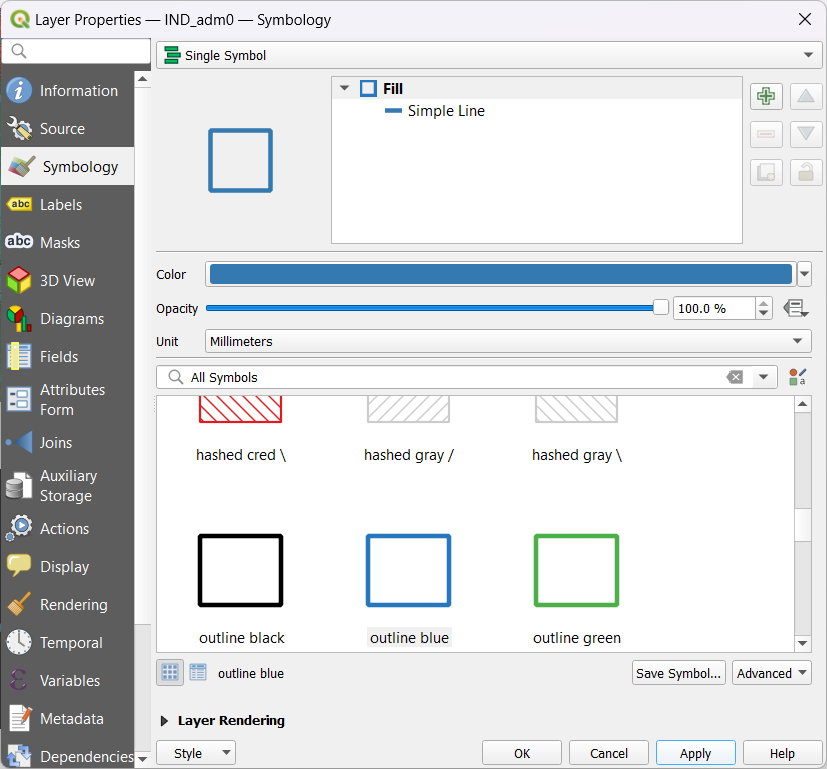 Layer Properties — IND_adm0 — Symbology
Single Symbol
Information
Source
Symbology
abc Labels
abc Masks
3D View
Diagrams
Fields
Attributes
Form
Joins
Auxiliary
Storage
Actions
Display
Rendering
Temporal
ε Variables
Metadata
Dependencies
Fill
Simple Line
Color
Opacity
100.0 %
Unit
Millimeters
All Symbols
a
hashed cred \
hashed gray /
hashed gray \
outline black
outline blue
outline green
outline blue
Save Symbol...
Advanced
Layer Rendering
Style
OK
Cancel
Apply
Help